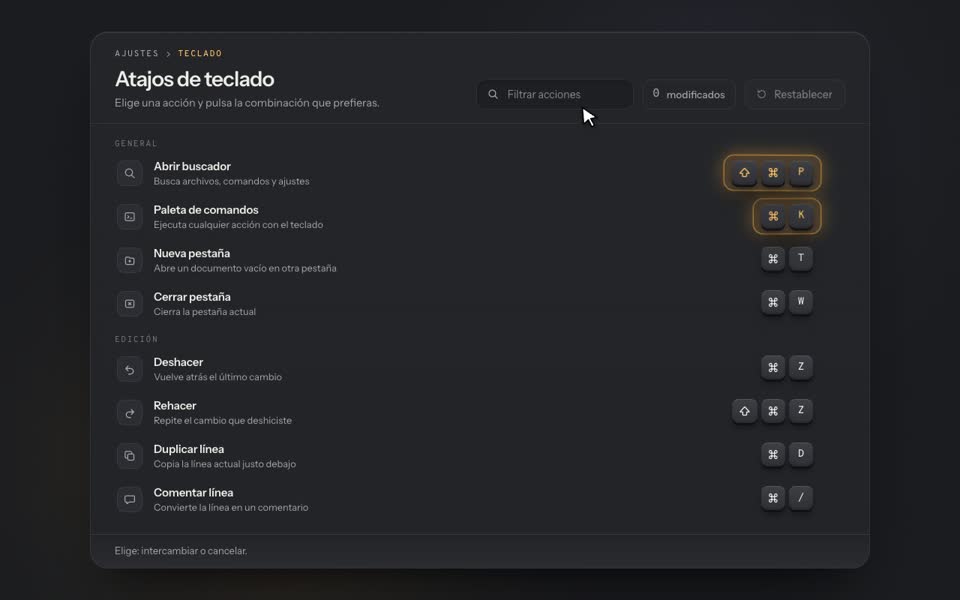 AJUSTES > TECLADO
Atajos de teclado
Elige una acción y pulsa la combinación que prefieras.
Filtrar acciones
0 modificados
Restablecer
GENERAL
Abrir buscador
Busca archivos, comandos y ajustes
⇧ ⌘ P
Paleta de comandos
Ejecuta cualquier acción con el teclado
⌘ K
Nueva pestaña
Abre un documento vacío en otra pestaña
⌘ T
Cerrar pestaña
Cierra la pestaña actual
⌘ W
EDICIÓN
Deshacer
Vuelve atrás el último cambio
⌘ Z
Rehacer
Repite el cambio que deshiciste
⇧ ⌘ Z
Duplicar línea
Copia la línea actual justo debajo
⌘ D
Comentar línea
Convierte la línea en un comentario
⌘ /
Elige: intercambiar o cancelar.